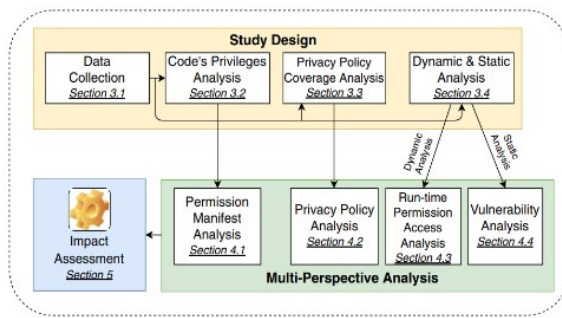 Study Design
Data
Collection
Section 3.1
Code's Privileges
Analysis
Section 3.2
Privacy Policy
Coverage Analysis
Section 3.3
Dynamic & Static
Analysis
Section 3.4
Dynamic
Analysis
Static
Analysis
Impact
Assessment
Section 5
Permission
Manifest
Analysis
Section 4.1
Privacy Policy
Analysis
Section 4.2
Run-time
Permission
Access
Analysis
Section 4.3
Vulnerability
Analysis
Section 4.4
Multi-Perspective Analysis